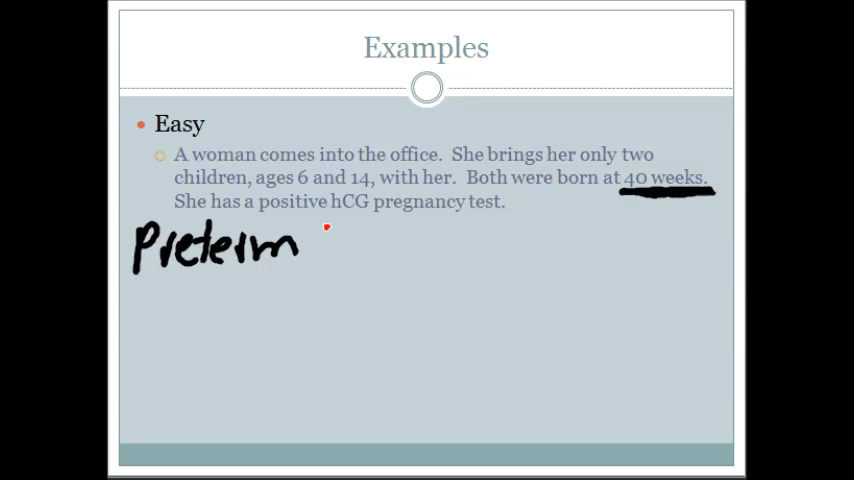 Examples
Easy
A woman comes into the office. She brings her only two
children, ages 6 and 14, with her. Both were born at 40 weeks.
She has a positive hCG pregnancy test.
Preterm